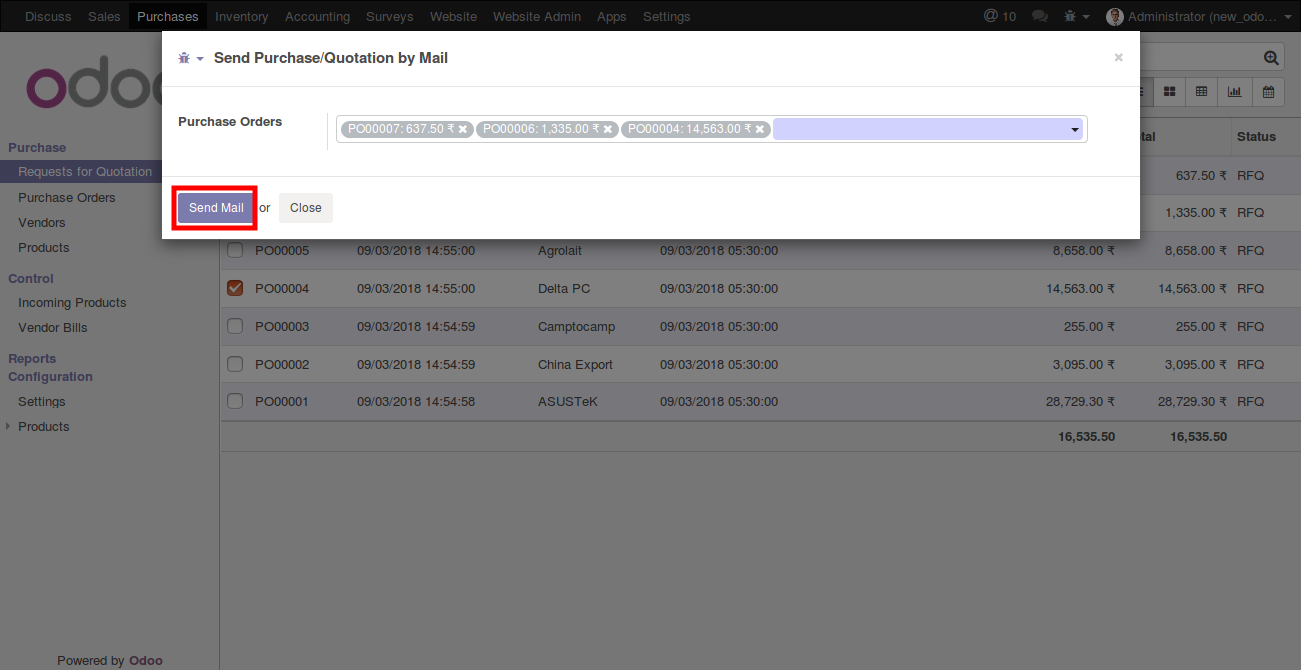 Discuss Sales Purchases Inventory Accounting Surveys Website Website Admin Apps Settings @ 10 Administrator (new_odo...
Send Purchase/Quotation by Mail ×
odoo
Purchase Orders PO00007: 637.50 ₹ ✖ PO00006: 1,335.00 ₹ ✖ PO00004: 14,563.00 ₹ ✖
Send Mail or Close
Purchase
Requests for Quotation
Purchase Orders
Vendors
Products
Control
Incoming Products
Vendor Bills
Reports
Configuration
Settings
Products
Powered by Odoo
tal Status
637.50 ₹ RFQ
1,335.00 ₹ RFQ
PO00005 09/03/2018 14:55:00 Agrolait 09/03/2018 05:30:00 8,658.00 ₹ 8,658.00 ₹ RFQ
PO00004 09/03/2018 14:55:00 Delta PC 09/03/2018 05:30:00 14,563.00 ₹ 14,563.00 ₹ RFQ
PO00003 09/03/2018 14:54:59 Camptocamp 09/03/2018 05:30:00 255.00 ₹ 255.00 ₹ RFQ
PO00002 09/03/2018 14:54:59 China Export 09/03/2018 05:30:00 3,095.00 ₹ 3,095.00 ₹ RFQ
PO00001 09/03/2018 14:54:58 ASUSTeK 09/03/2018 05:30:00 28,729.30 ₹ 28,729.30 ₹ RFQ
16,535.50 16,535.50